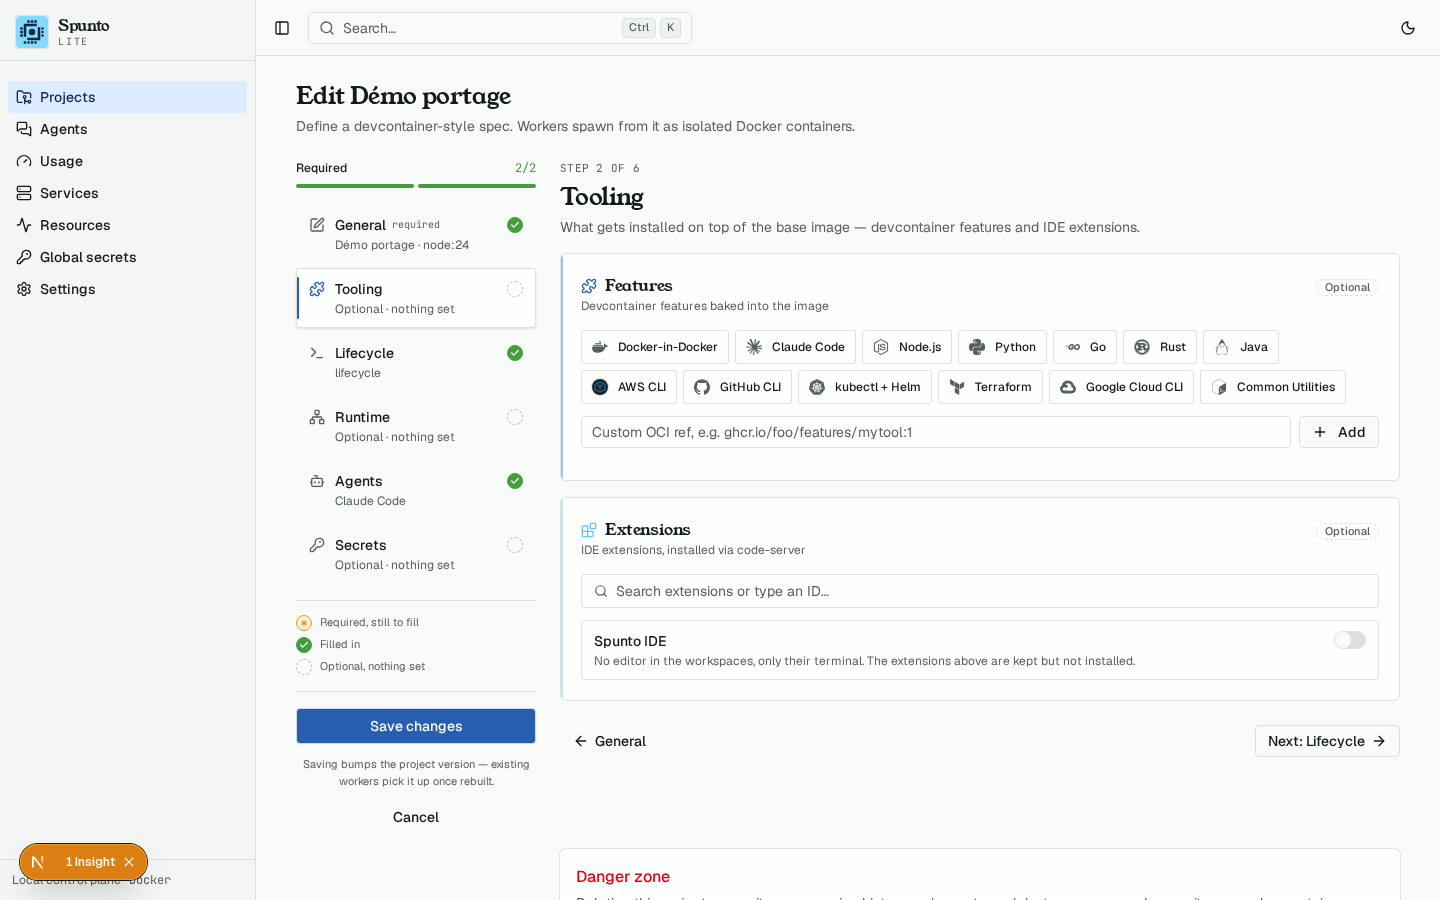 Spunto
LITE
Search...
Ctrl K
Projects
Agents
Usage
Services
Resources
Global secrets
Settings
Edit Démo portage
Define a devcontainer-style spec. Workers spawn from it as isolated Docker containers.
Required 2/2
General required
Démo portage · node:24
Tooling
Optional · nothing set
Lifecycle
lifecycle
Runtime
Optional · nothing set
Agents
Claude Code
Secrets
Optional · nothing set
Required, still to fill
Filled in
Optional, nothing set
Save changes
Saving bumps the project version — existing
workers pick it up once rebuilt.
Cancel
STEP 2 OF 6
Tooling
What gets installed on top of the base image — devcontainer features and IDE extensions.
Features
Optional
Devcontainer features baked into the image
Docker-in-Docker Claude Code Node.js Python Go Rust Java
AWS CLI GitHub CLI kubectl + Helm Terraform Google Cloud CLI Common Utilities
Custom OCI ref, e.g. ghcr.io/foo/features/mytool:1
Add
Extensions
Optional
IDE extensions, installed via code-server
Search extensions or type an ID...
Spunto IDE
No editor in the workspaces, only their terminal. The extensions above are kept but not installed.
General
Next: Lifecycle
Danger zone
1 Insight